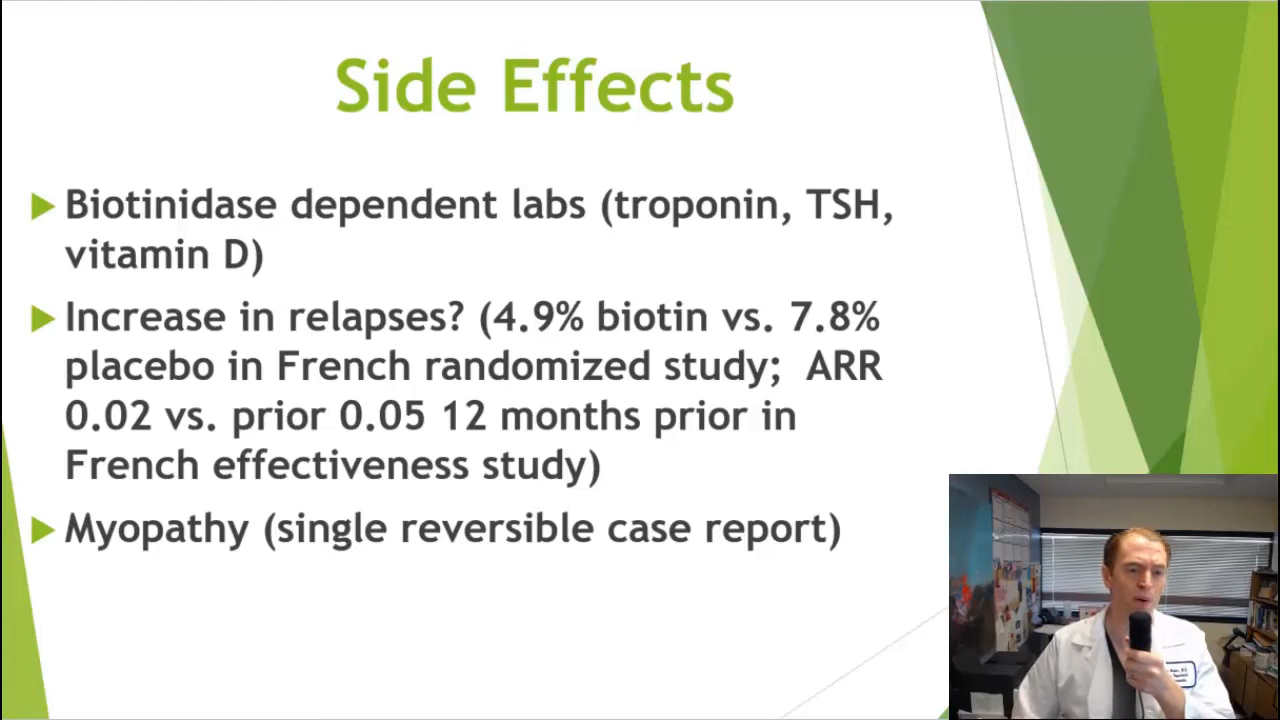 Side Effects
Biotinidase dependent labs (troponin, TSH,
vitamin D)
Increase in relapses? (4.9% biotin vs. 7.8%
placebo in French randomized study; ARR
0.02 vs. prior 0.05 12 months prior in
French effectiveness study)
Myopathy (single reversible case report)